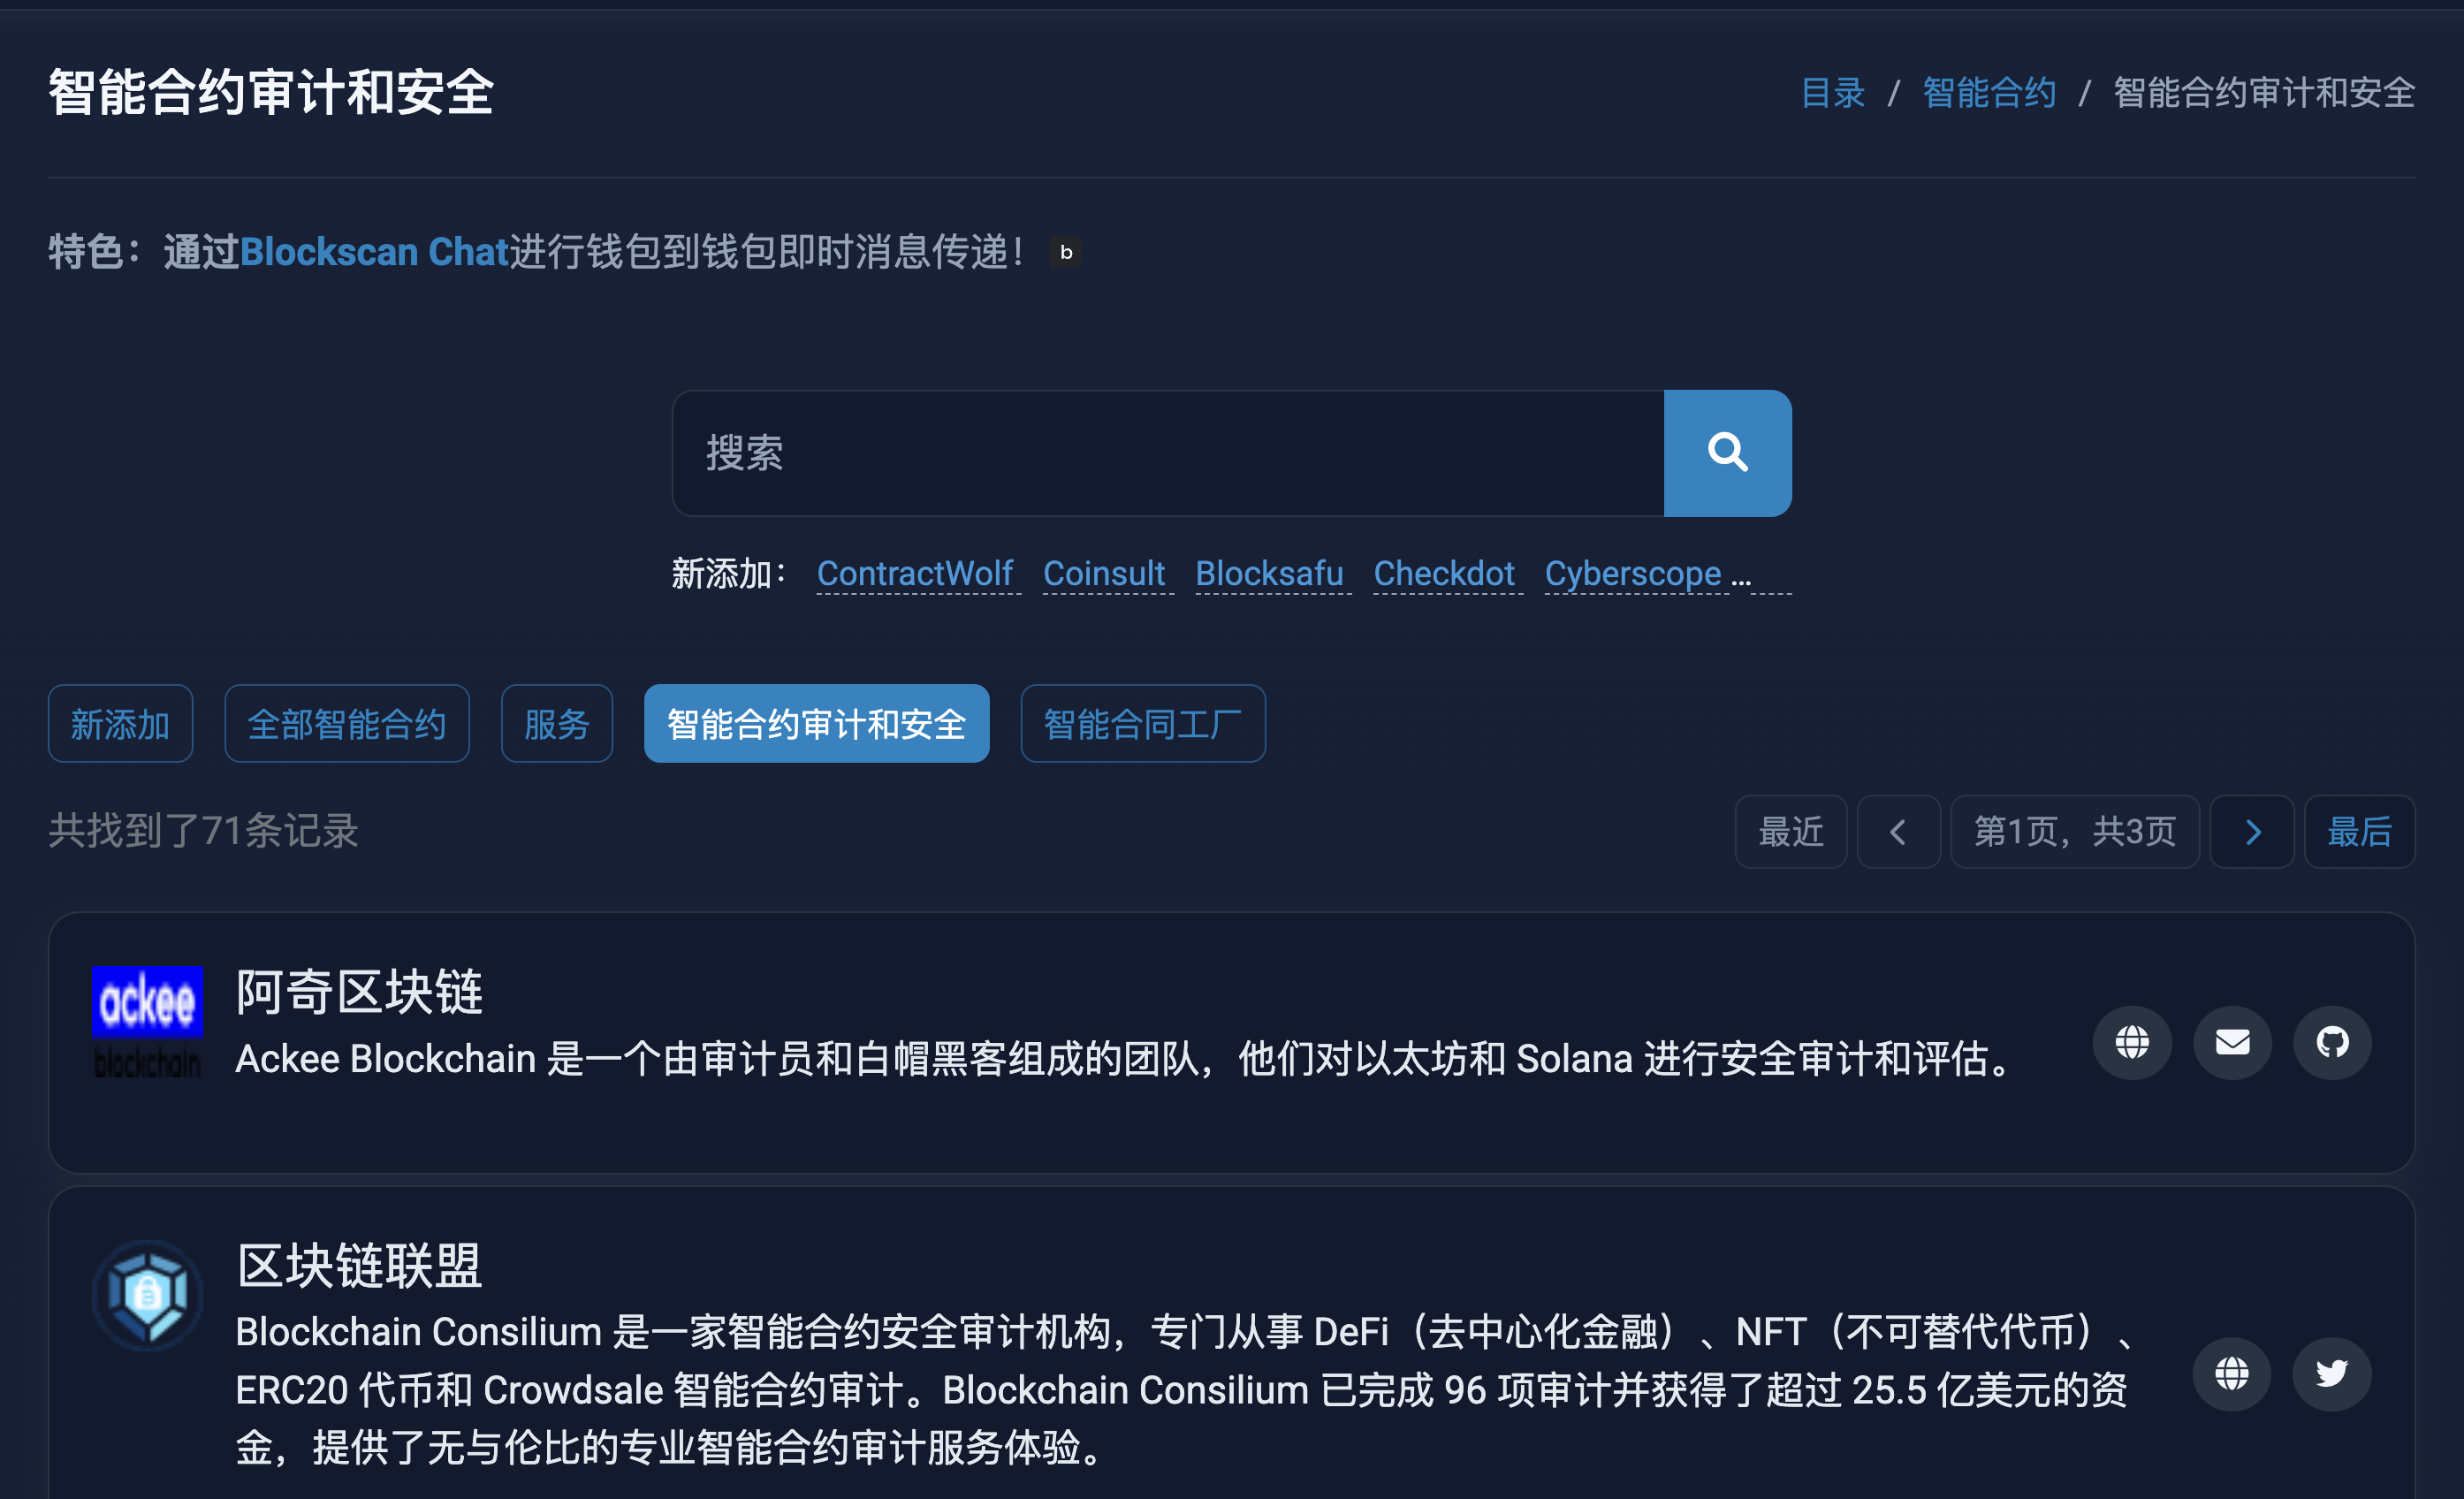 智能合约审计和安全
目录 / 智能合约 / 智能合约审计和安全
特色：通过Blockscan Chat进行钱包到钱包即时消息传递！ b
搜索
新添加： ContractWolf Coinsult Blocksafu Checkdot Cyberscope ...
新添加 全部智能合约 服务 智能合约审计和安全 智能合同工厂
共找到了71条记录
最近 第1页，共3页 最后
ackee
blockchain
阿奇区块链
Ackee Blockchain 是一个由审计员和白帽黑客组成的团队，他们对以太坊和 Solana 进行安全审计和评估。
区块链联盟
Blockchain Consilium 是一家智能合约安全审计机构，专门从事 DeFi（去中心化金融）、NFT（不可替代代币）、
ERC20 代币和 Crowdsale 智能合约审计。Blockchain Consilium 已完成 96 项审计并获得了超过 25.5 亿美元的资
金，提供了无与伦比的专业智能合约审计服务体验。